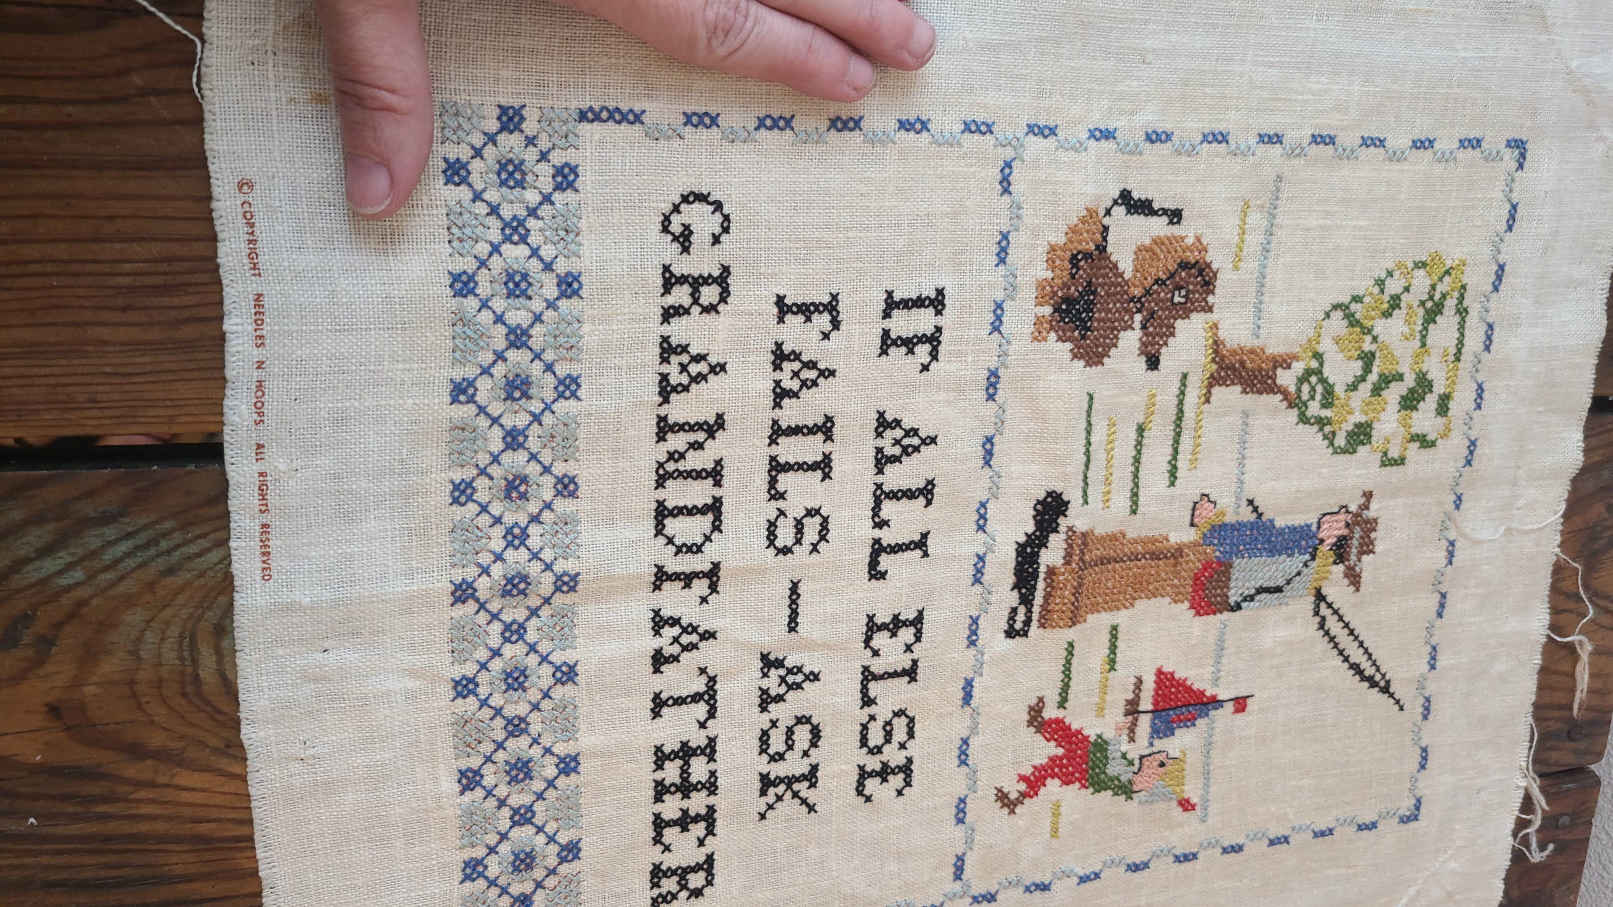 IF ALL ELSE
FAILS - ASK
GRANDFATHER
© COPYRIGHT NEEDLES N HOOPS ALL RIGHTS RESERVED